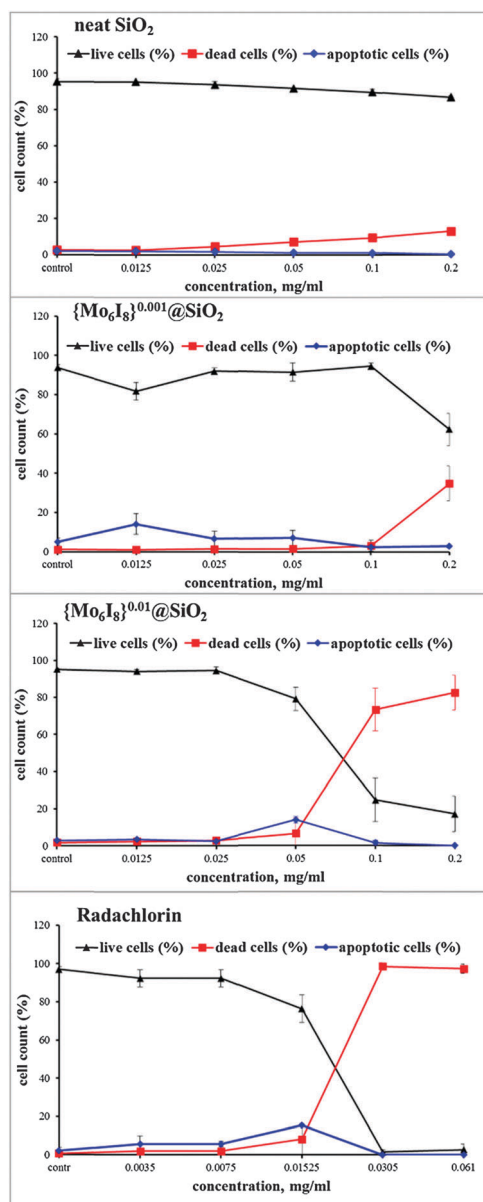 neat SiO₂
live cells (%) dead cells (%) apoptotic cells (%)
120
100
80
60
40
20
0
cell count (%)
control 0.0125 0.025 0.05 0.1 0.2
concentration, mg/ml
{Mo₆I₈}⁰·⁰⁰¹@SiO₂
120
live cells (%) dead cells (%) apoptotic cells (%)
100
80
60
40
20
0
cell count (%)
control 0.0125 0.025 0.05 0.1 0.2
concentration, mg/ml
{Mo₆I₈}⁰·⁰¹@SiO₂
120
live cells (%) dead cells (%) apoptotic cells (%)
100
80
60
40
20
0
cell count (%)
control 0.0125 0.025 0.05 0.1 0.2
concentration, mg/ml
Radachlorin
120
live cells (%) dead cells (%) apoptotic cells (%)
100
80
60
40
20
0
cell count (%)
contr 0.0035 0.0075 0.01525 0.0305 0.061
concentration, mg/ml